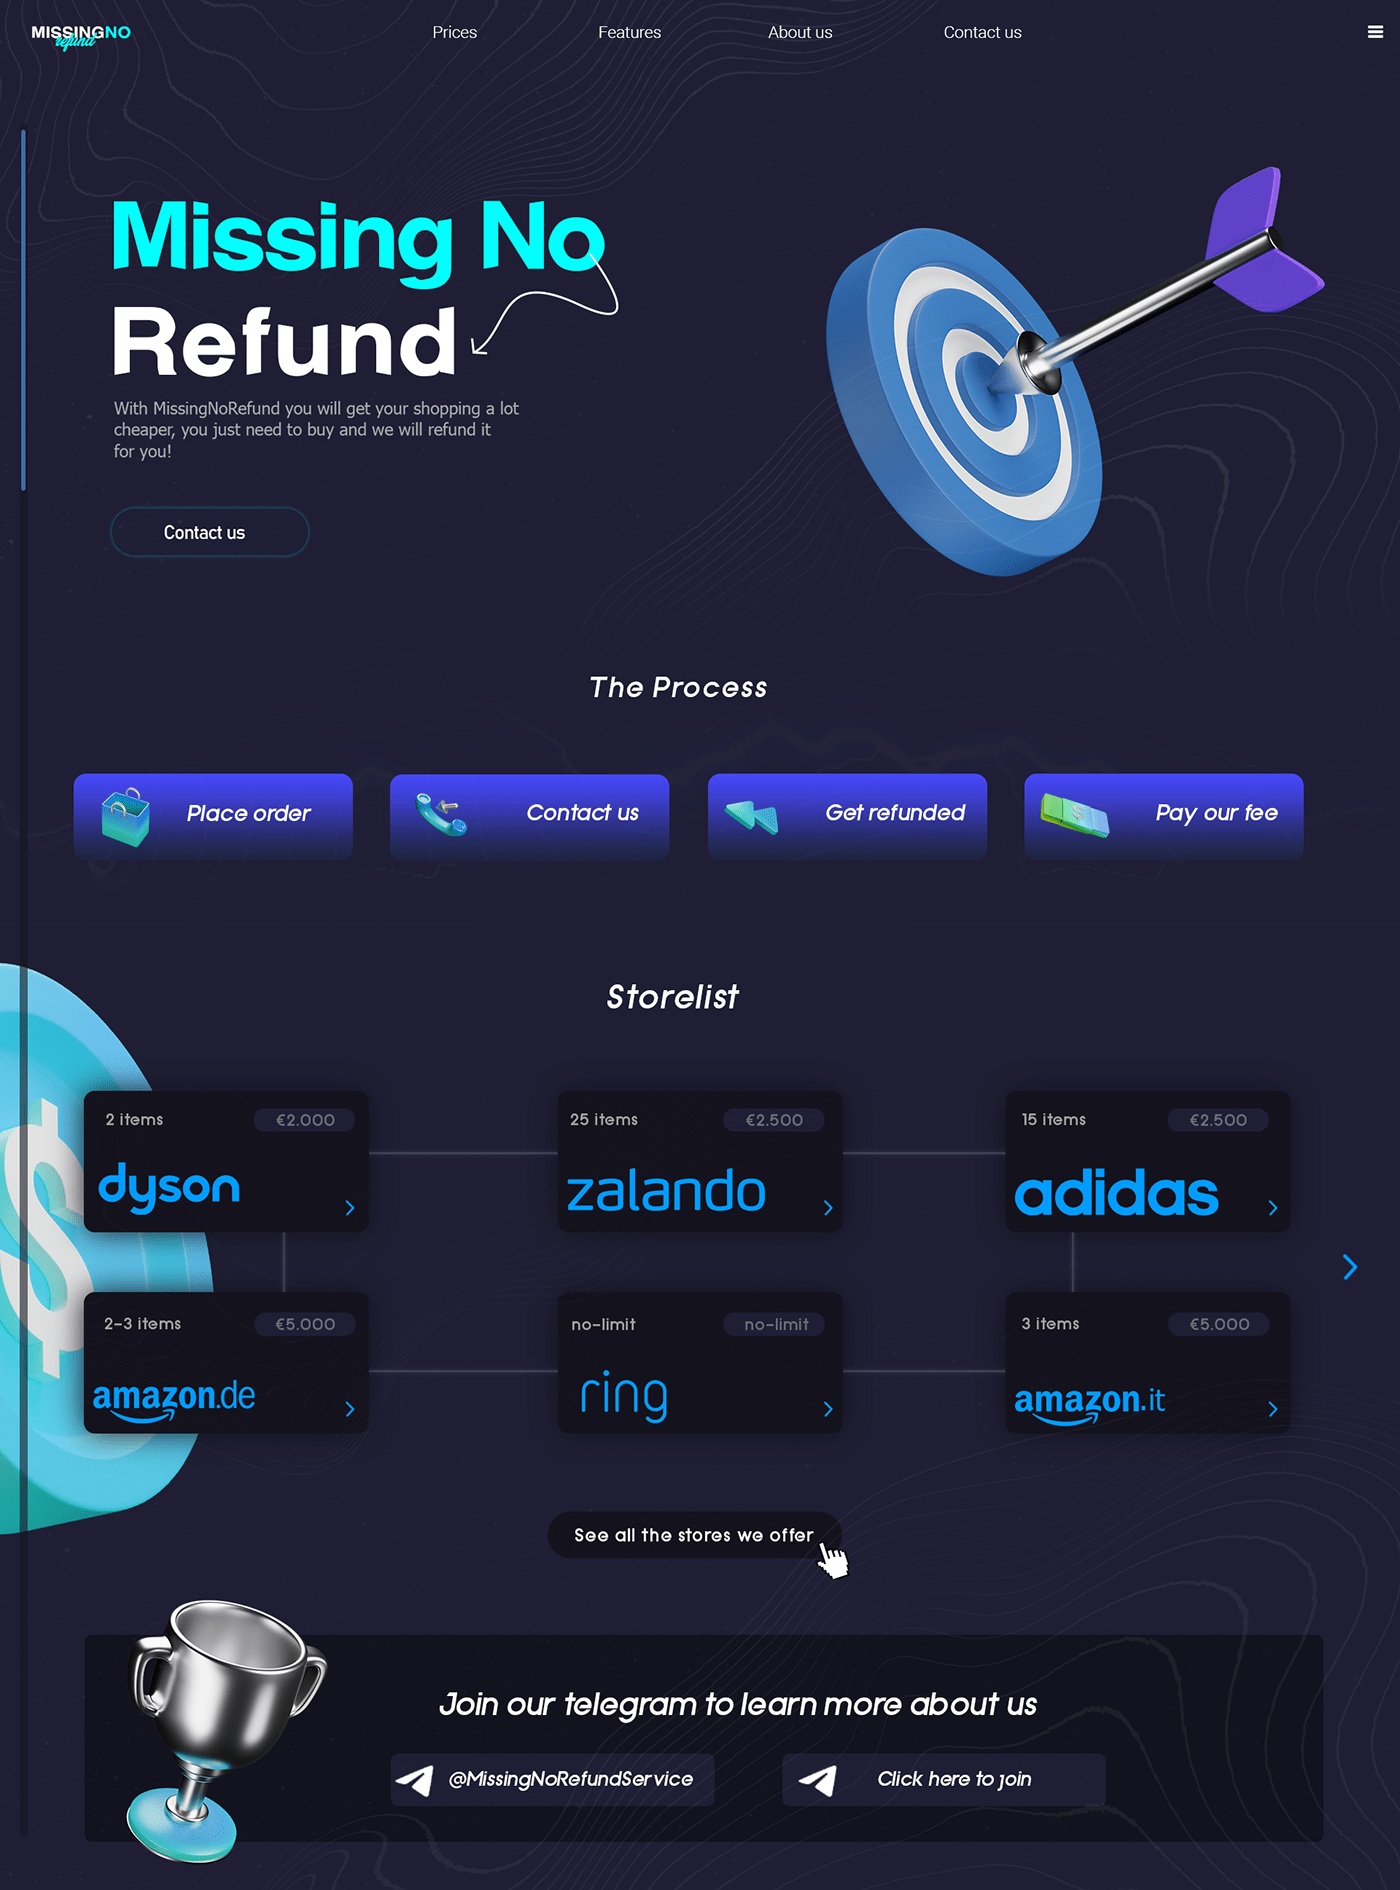 MISSINGNO
refund
Prices
Features
About us
Contact us
Missing No
Refund
With MissingNoRefund you will get your shopping a lot
cheaper, you just need to buy and we will refund it
for you!
Contact us
The Process
Place order
Contact us
Get refunded
Pay our fee
Storelist
2 items
€2.000
dyson
25 items
€2.500
zalando
15 items
€2.500
adidas
2-3 items
€5.000
amazon.de
no-limit
no-limit
ring
3 items
€5.000
amazon.it
See all the stores we offer
Join our telegram to learn more about us
@MissingNoRefundService
Click here to join